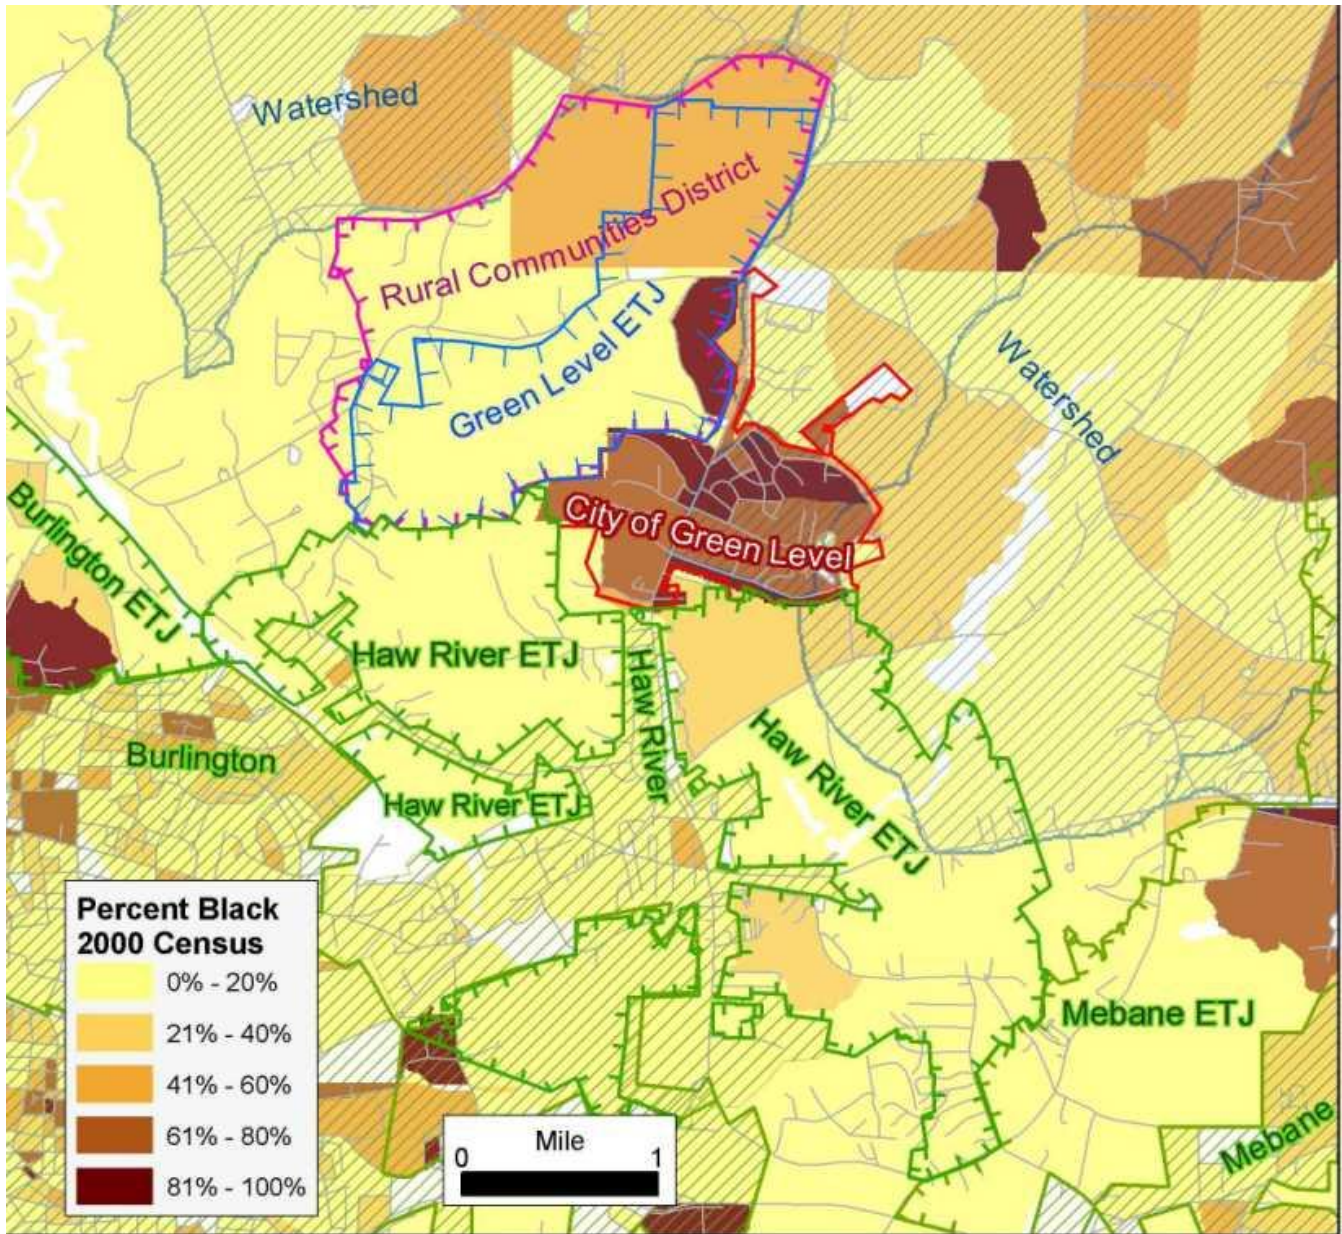 Watershed
Rural Communities District
Green Level ETJ
Watershed
Burlington ETJ
City of Green Level
Haw River ETJ
Haw River
Haw River ETJ
Burlington
Haw River ETJ
Percent Black
2000 Census
0% - 20%
21% - 40%
41% - 60%
61% - 80%
81% - 100%
Mebane ETJ
Mebane
Mile
0 1